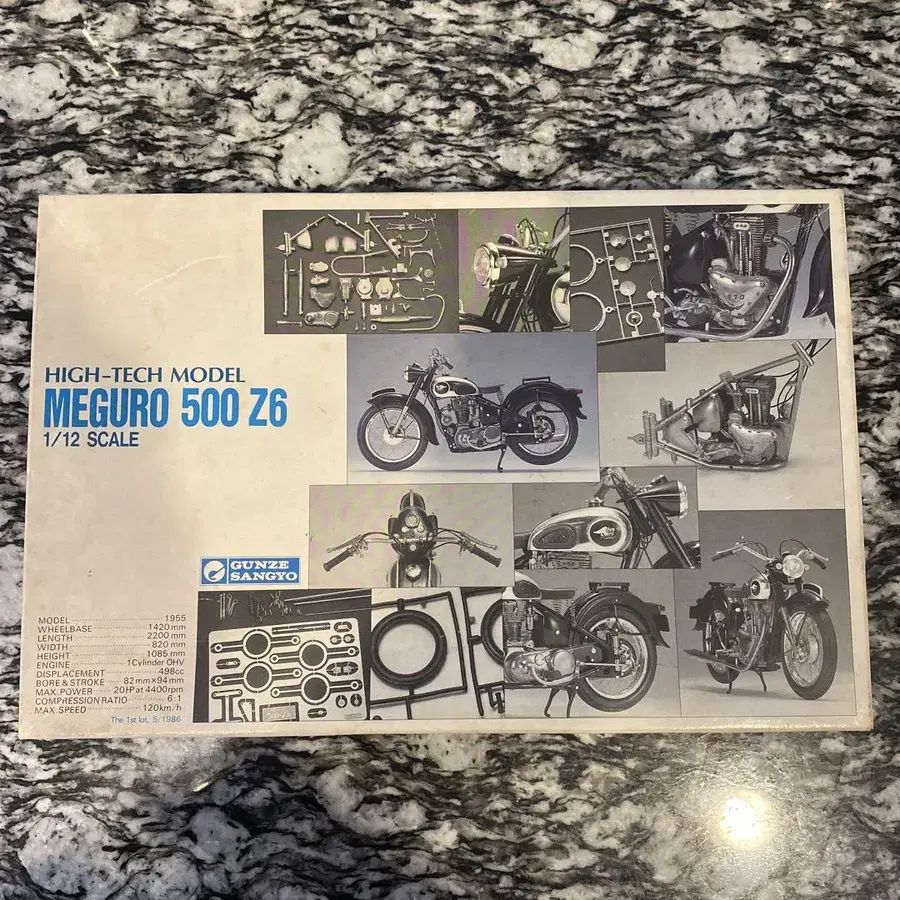 HIGH-TECH MODEL
MEGURO 500 Z6
1/12 SCALE
GUNZE
SANGYO
MODEL 1955
WHEELBASE 1420mm
LENGTH 2200mm
WIDTH 820mm
HEIGHT 1085mm
ENGINE 1Cylinder OHV
DISPLACEMENT 498cc
BORE & STROKE 82mm×94mm
MAX. POWER 20HP at 4400rpm
COMPRESSION RATIO 6:1
MAX. SPEED 120km/h
The 1st lot, 5/1986